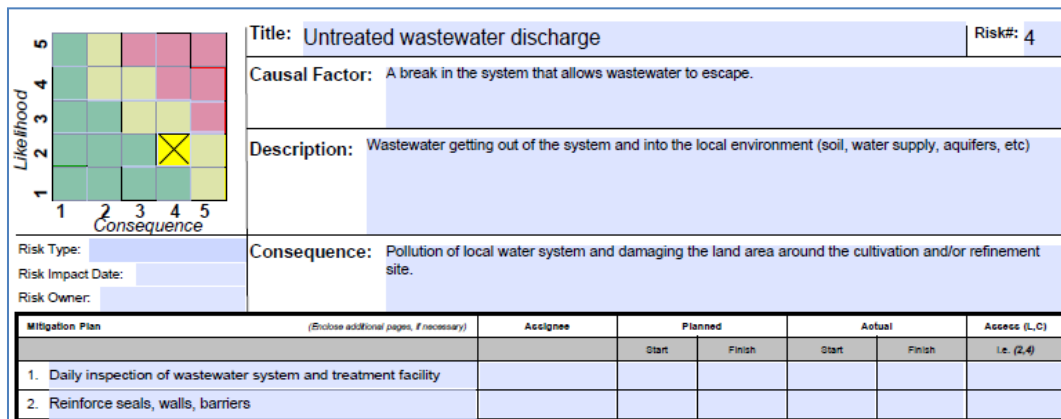 Title: Untreated wastewater discharge
Risk#: 4
Causal Factor: A break in the system that allows wastewater to escape.
Description: Wastewater getting out of the system and into the local environment (soil, water supply, aquifers, etc)
Likelihood
5
4
3
2
1
1 2 3 4 5
Consequence
Risk Type:
Risk Impact Date:
Risk Owner:
Consequence: Pollution of local water system and damaging the land area around the cultivation and/or refinement
site.
Mitigation Plan (Enclose additional pages, if necessary) Assignee Planned Actual Assess (L,C)
Start Finish Start Finish i.e. (2,4)
1. Daily inspection of wastewater system and treatment facility
2. Reinforce seals, walls, barriers